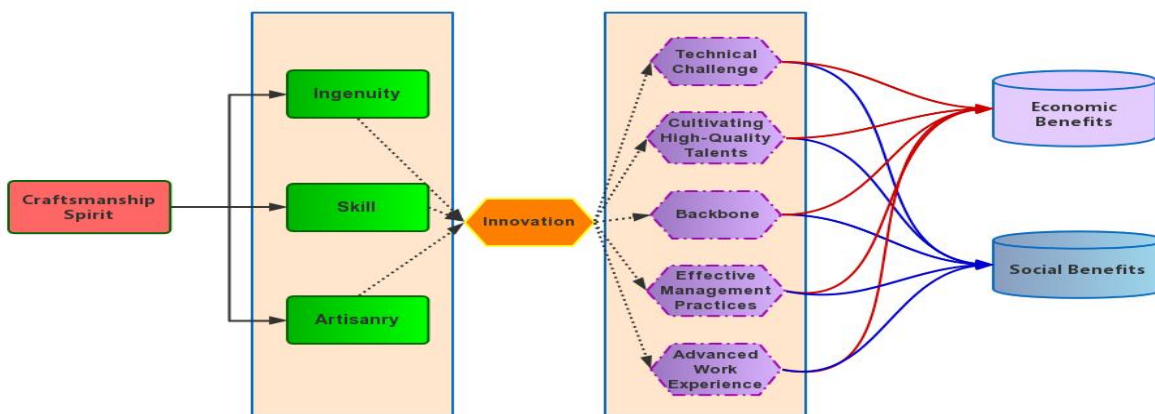 Craftsmanship
Spirit
Ingenuity
Skill
Artisanry
Innovation
Technical
Challenge
Cultivating
High-Quality
Talents
Backbone
Effective
Management
Practices
Advanced
Work
Experience
Economic
Benefits
Social Benefits